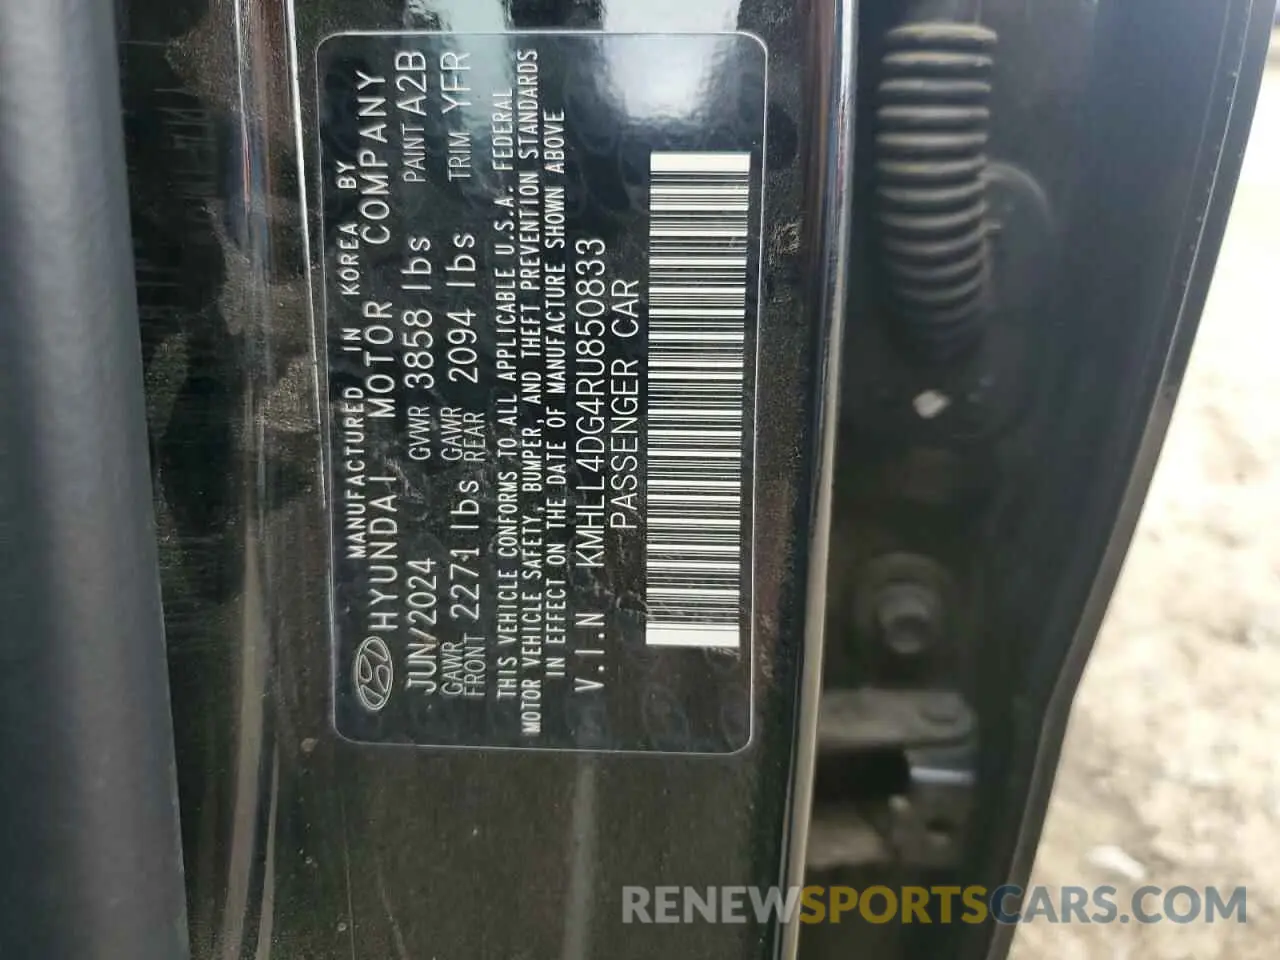 MANUFACTURED IN KOREA BY
HYUNDAI MOTOR COMPANY
JUN/2024 GVWR 3858 lbs PAINT A2B
GAWR FRONT 2271 lbs GAWR REAR 2094 lbs TRIM YFR
THIS VEHICLE CONFORMS TO ALL APPLICABLE U.S.A. FEDERAL
MOTOR VEHICLE SAFETY, BUMPER, AND THEFT PREVENTION STANDARDS
IN EFFECT ON THE DATE OF MANUFACTURE SHOWN ABOVE
V.I.N KMHLL4DG4RU850833
PASSENGER CAR
RENEWSPORTSCARS.COM